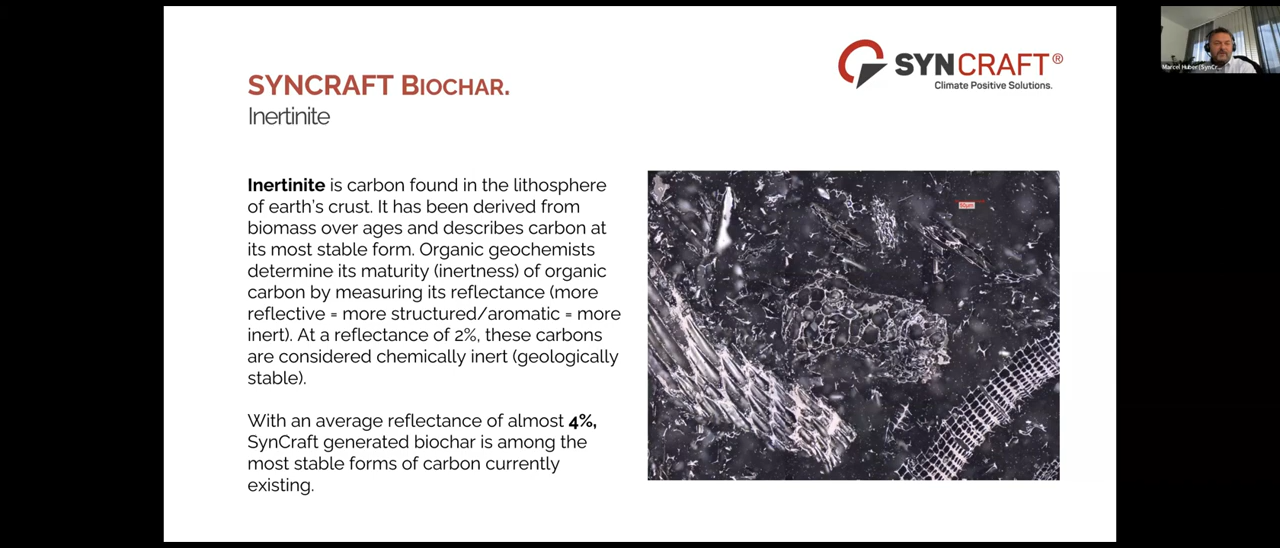 SYNCRAFT®
Climate Positive Solutions.
SYNCRAFT BIOCHAR.
Inertinite
Inertinite is carbon found in the lithosphere
of earth's crust. It has been derived from
biomass over ages and describes carbon at
its most stable form. Organic geochemists
determine its maturity (inertness) of organic
carbon by measuring its reflectance (more
reflective = more structured/aromatic = more
inert). At a reflectance of 2%, these carbons
are considered chemically inert (geologically
stable).
With an average reflectance of almost 4%,
SynCraft generated biochar is among the
most stable forms of carbon currently
existing.
50µm
Marcel Huber (SynCr...